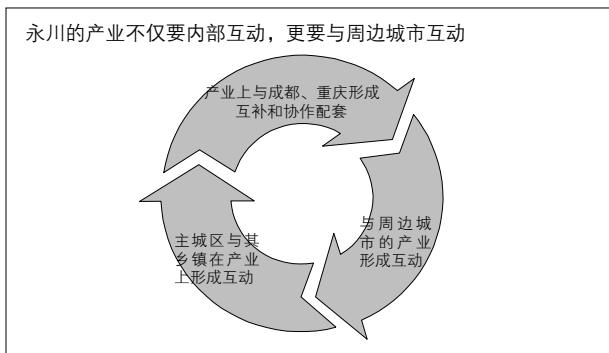 永川的产业不仅要内部互动，更要与周边城市互动
产业上与成都、重庆形成
互补和协作配套
与周边城
市的产业
形成互动
主城区与其
乡镇在产业
上形成互动